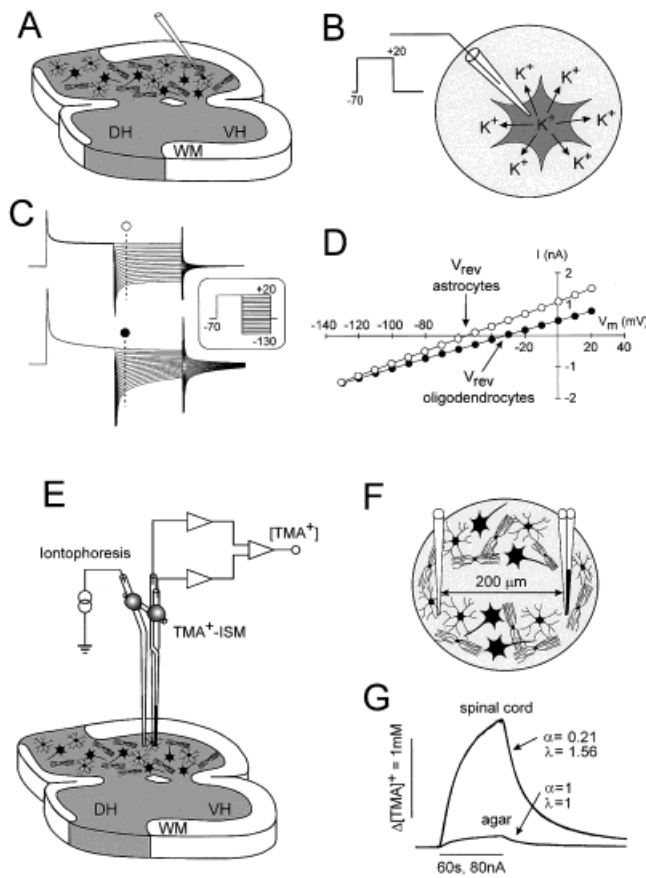 A
DH
VH
WM
B
+20
-70
K+
K+
K+
K+
K+
K+
K+
K+
C
+20
-70
-130
D
I (nA)
2
1
-1
-2
Vm (mV)
-140
-120
-100
-80
-20
20
40
Vrev
astrocytes
Vrev
oligodendrocytes
E
Iontophoresis
[TMA+]
TMA+-ISM
DH
VH
WM
F
200 μm
G
spinal cord
α= 0.21
λ= 1.56
α=1
λ=1
agar
Δ[TMA]+ = 1mM
60s, 80nA